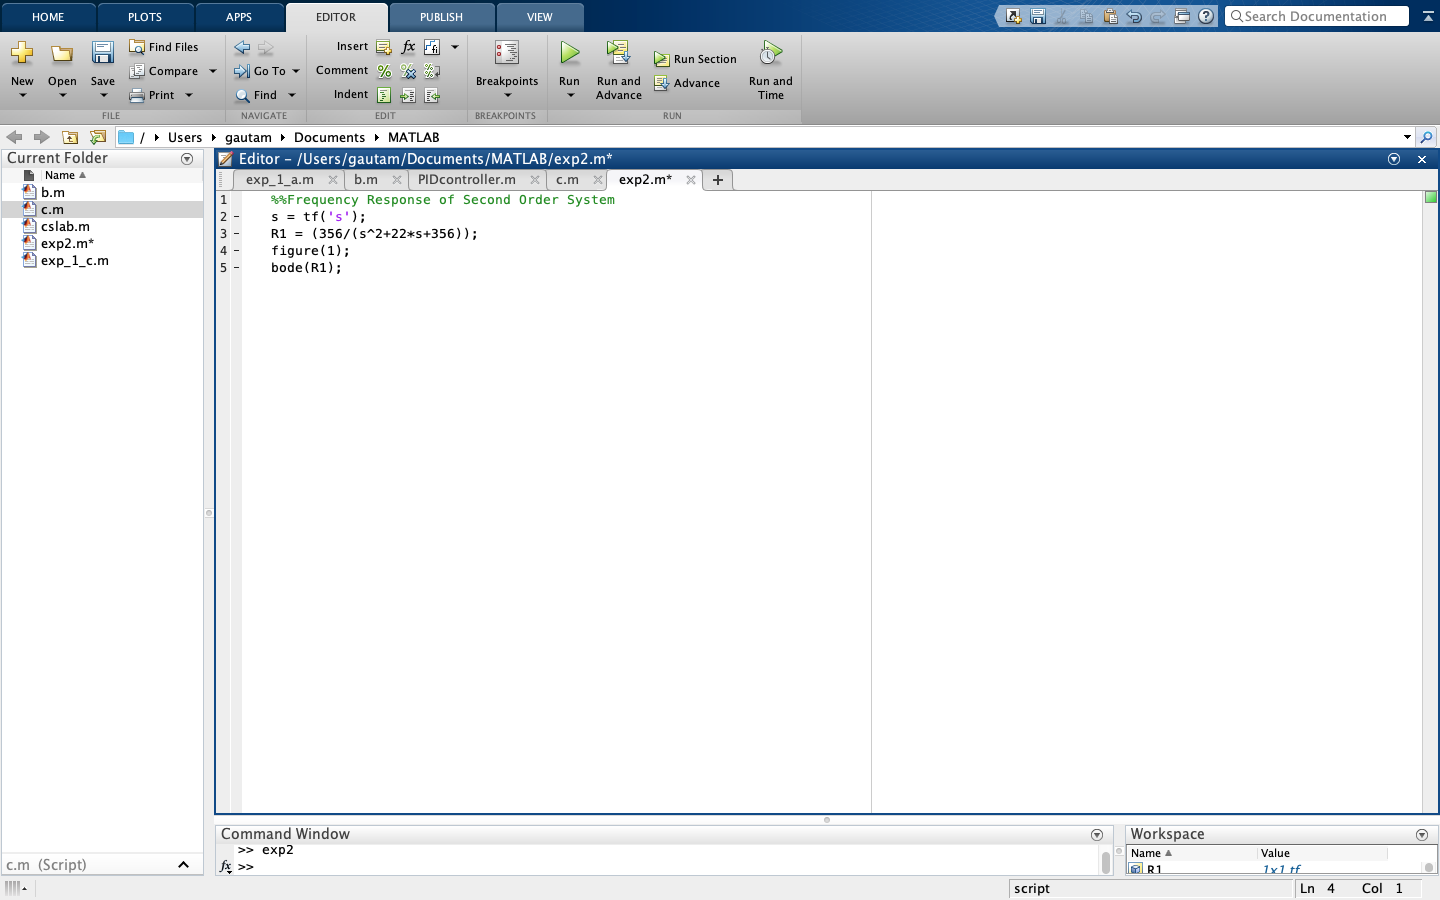 HOME PLOTS APPS EDITOR PUBLISH VIEW Search Documentation
New Open Save Find Files Compare Print
Go To Find
Insert fx
Comment
Indent
Breakpoints
Run Run and Advance Run Section Advance Run and Time
FILE NAVIGATE EDIT BREAKPOINTS RUN
/ Users gautam Documents MATLAB
Current Folder
Name
b.m
c.m
cslab.m
exp2.m*
exp_1_c.m
c.m (Script)
Editor - /Users/gautam/Documents/MATLAB/exp2.m*
exp_1_a.m b.m PIDcontroller.m c.m exp2.m* +
1 %%Frequency Response of Second Order System
2 - s = tf('s');
3 - R1 = (356/(s^2+22*s+356));
4 - figure(1);
5 - bode(R1);
Command Window
>> exp2
fx >>
Workspace
Name Value
R1 1x1 tf
script Ln 4 Col 1